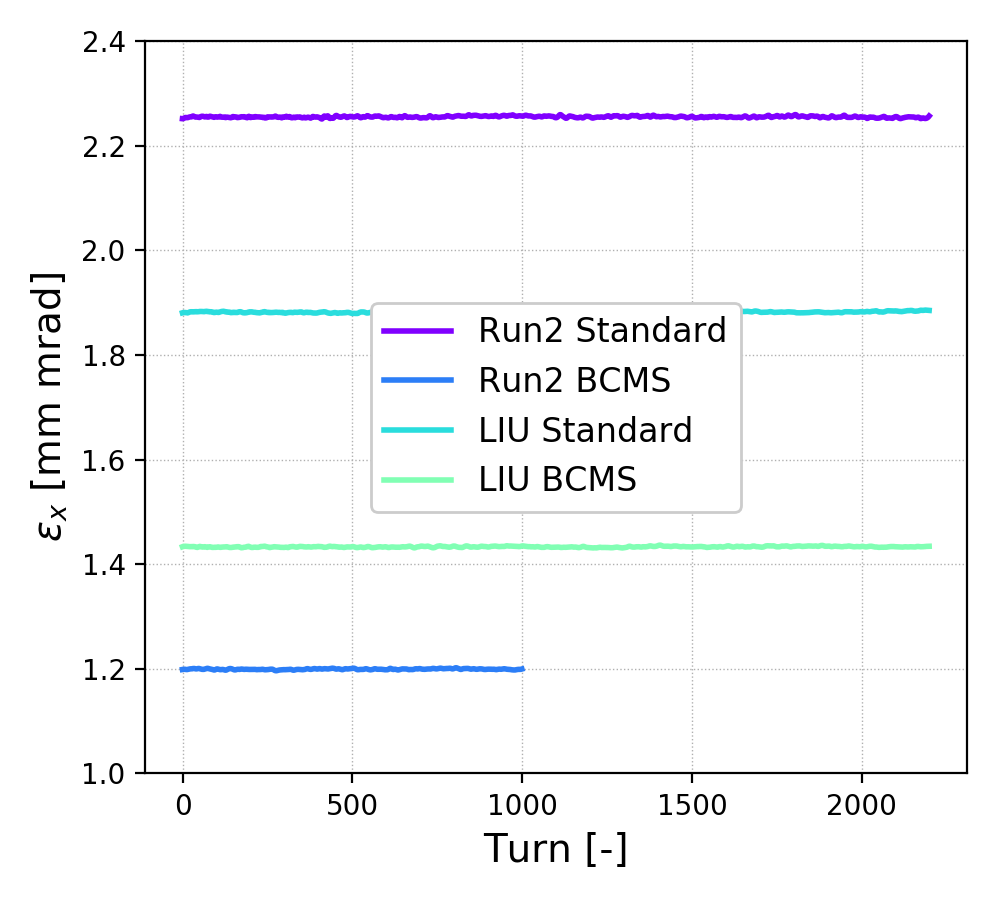 2.4
2.2
2.0
1.8
1.6
1.4
1.2
1.0
εx [mm mrad]
Run2 Standard
Run2 BCMS
LIU Standard
LIU BCMS
0 500 1000 1500 2000
Turn [-]